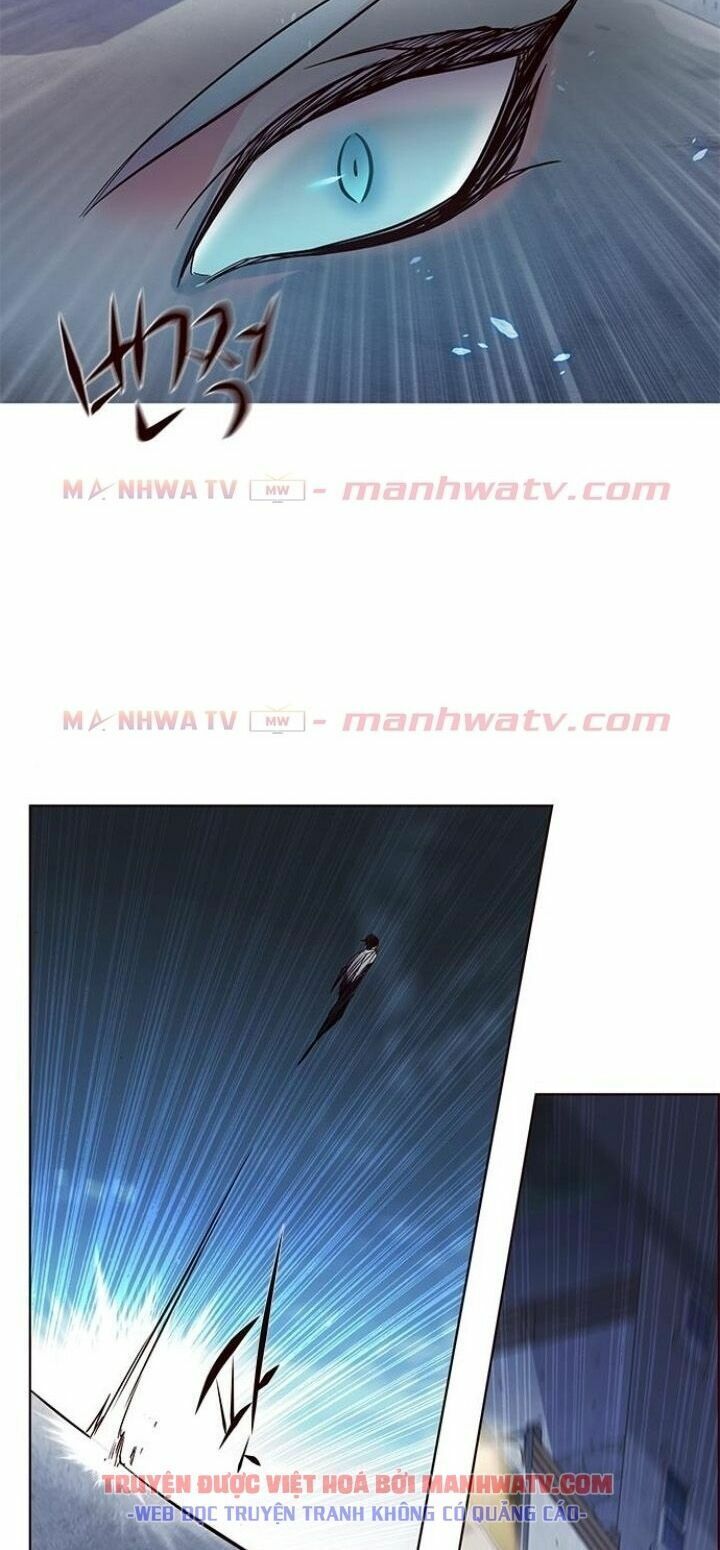 번쩍
MANHWA TV MW - manhwatv.com
MANHWA TV MW - manhwatv.com
TRUYỆN ĐƯỢC VIỆT HOÁ BỞI MANHWATV.COM
-WEB ĐỌC TRUYỆN TRANH KHÔNG CÓ QUẢNG CÁO-